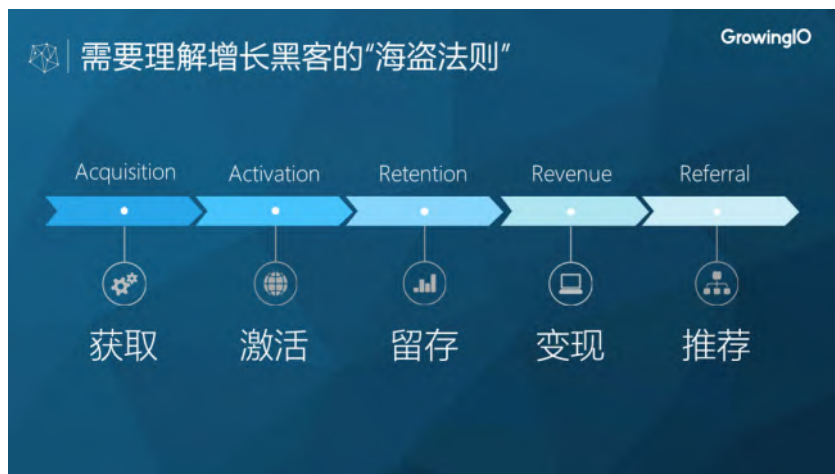 需要理解增长黑客的“海盗法则”
GrowingIO
Acquisition Activation Retention Revenue Referral
获取 激活 留存 变现 推荐